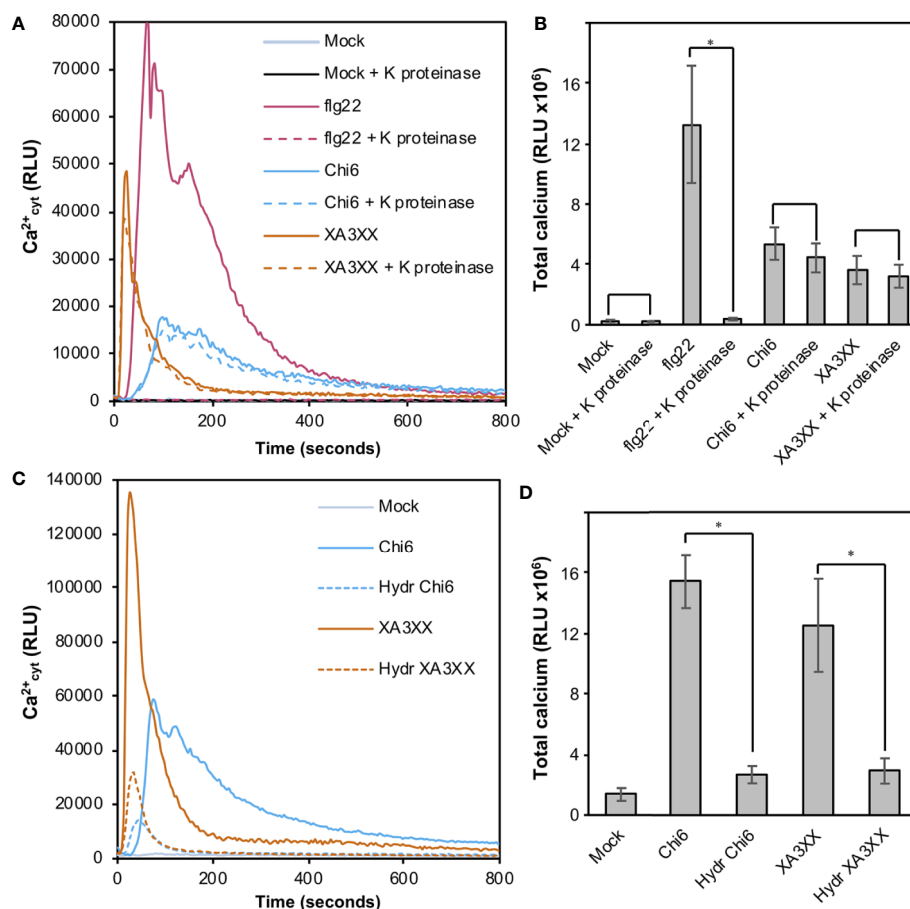 A
80000
70000
60000
50000
40000
30000
20000
10000
0
Ca²⁺cyt (RLU)
0 200 400 600 800
Time (seconds)
Mock
Mock + K proteinase
flg22
flg22 + K proteinase
Chi6
Chi6 + K proteinase
XA3XX
XA3XX + K proteinase
B
Total calcium (RLU x10⁶)
16
12
8
4
0
*
Mock
Mock + K proteinase
flg22
flg22 + K proteinase
Chi6
Chi6 + K proteinase
XA3XX
XA3XX + K proteinase
C
140000
120000
100000
80000
60000
40000
20000
0
Ca²⁺cyt (RLU)
0 200 400 600 800
Time (seconds)
Mock
Chi6
Hydr Chi6
XA3XX
Hydr XA3XX
D
Total calcium (RLU x10⁶)
16
12
8
4
0
*
*
Mock
Chi6
Hydr Chi6
XA3XX
Hydr XA3XX